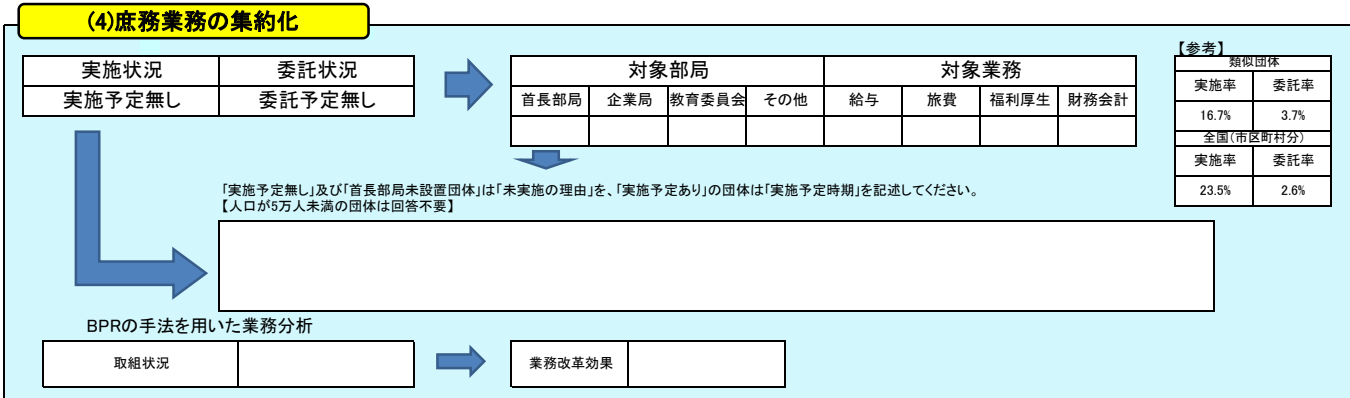 (4)庶務業務の集約化
実施状況 委託状況
実施予定無し 委託予定無し
対象部局 対象業務
首長部局 企業局 教育委員会 その他 給与 旅費 福利厚生 財務会計
【参考】
類似団体
実施率 委託率
16.7% 3.7%
全国(市区町村分)
実施率 委託率
23.5% 2.6%
「実施予定無し」及び「首長部局未設置団体」は「未実施の理由」を、「実施予定あり」の団体は「実施予定時期」を記述してください。
【人口が5万人未満の団体は回答不要】
BPRの手法を用いた業務分析
取組状況
業務改革効果